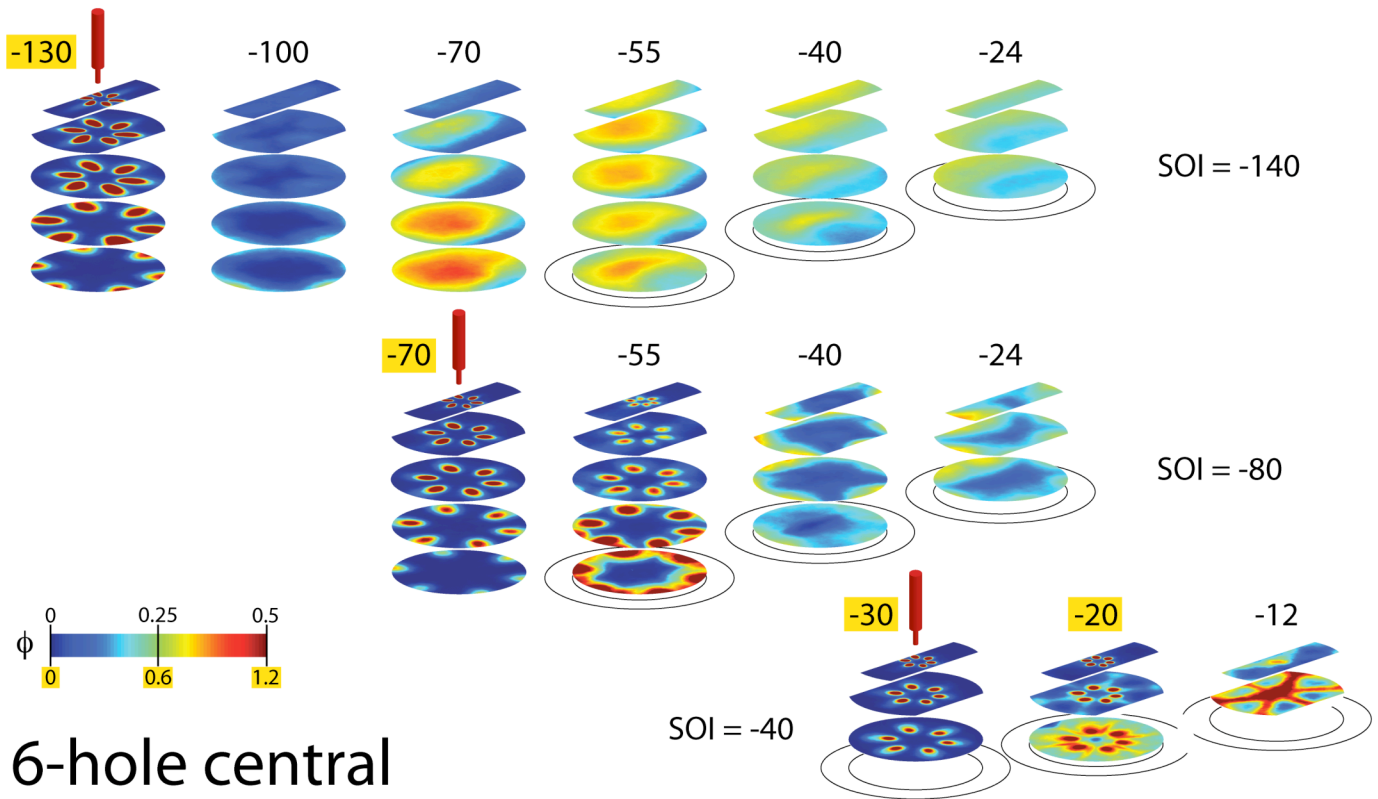 -130 -100 -70 -55 -40 -24
SOI = -140
-70 -55 -40 -24
SOI = -80
-30 -20 -12
SOI = -40
0 0.25 0.5
ϕ
0 0.6 1.2
6-hole central